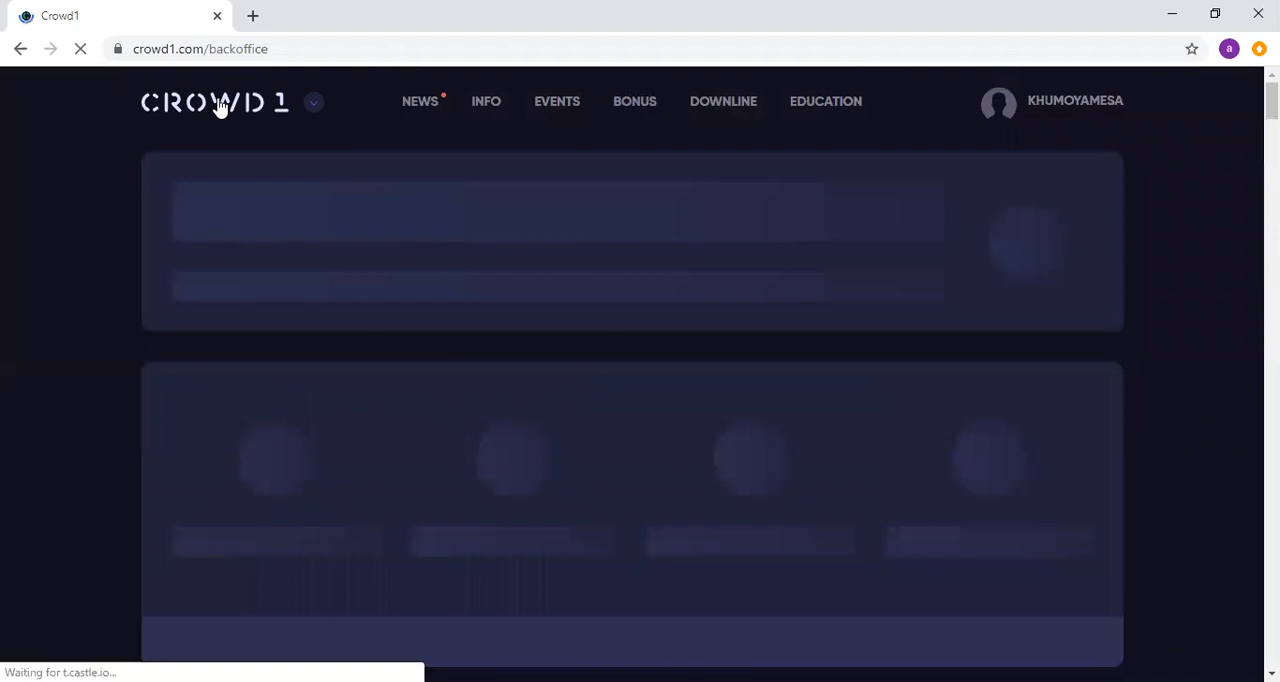 Crowd1
crowd1.com/backoffice
a
CROWD1
NEWS
INFO
EVENTS
BONUS
DOWNLINE
EDUCATION
KHUMOYAMESA
Waiting for t.castle.io...